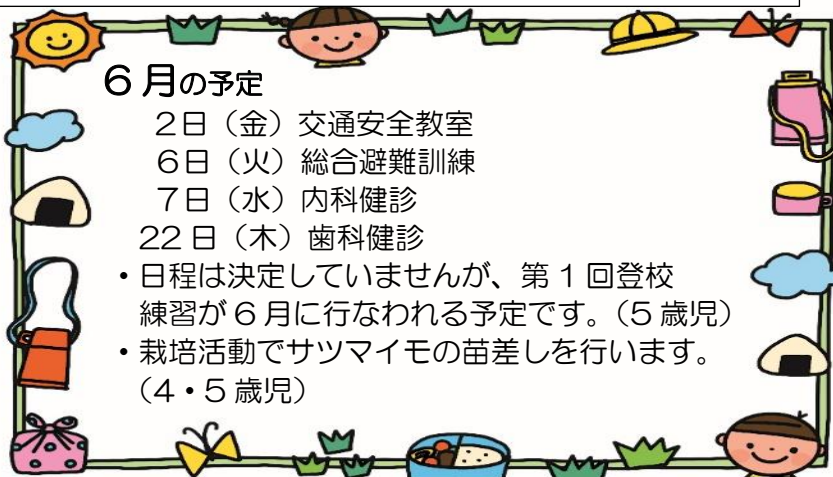 ６月の予定
２日（金）交通安全教室
６日（火）総合避難訓練
７日（水）内科健診
22日（木）歯科健診
・日程は決定していませんが、第１回登校
練習が６月に行なわれる予定です。（５歳児）
・栽培活動でサツマイモの苗差しを行います。
（４・５歳児）